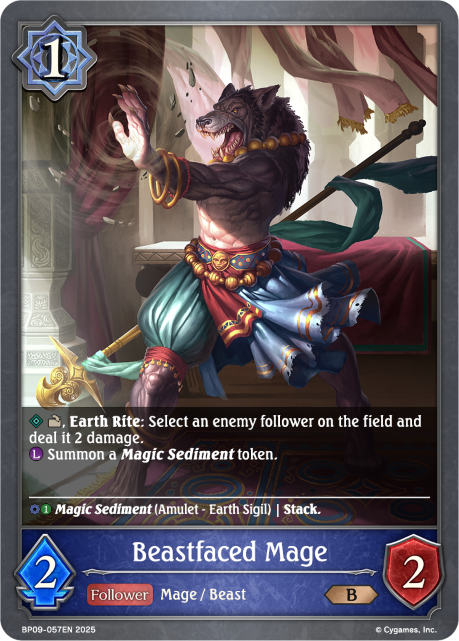 1
, Earth Rite: Select an enemy follower on the field and
deal it 2 damage.
L Summon a Magic Sediment token.
1 Magic Sediment (Amulet - Earth Sigil) | Stack.
Beastfaced Mage
2
Follower Mage / Beast
B
2
BP09-057EN 2025
© Cygames, Inc.